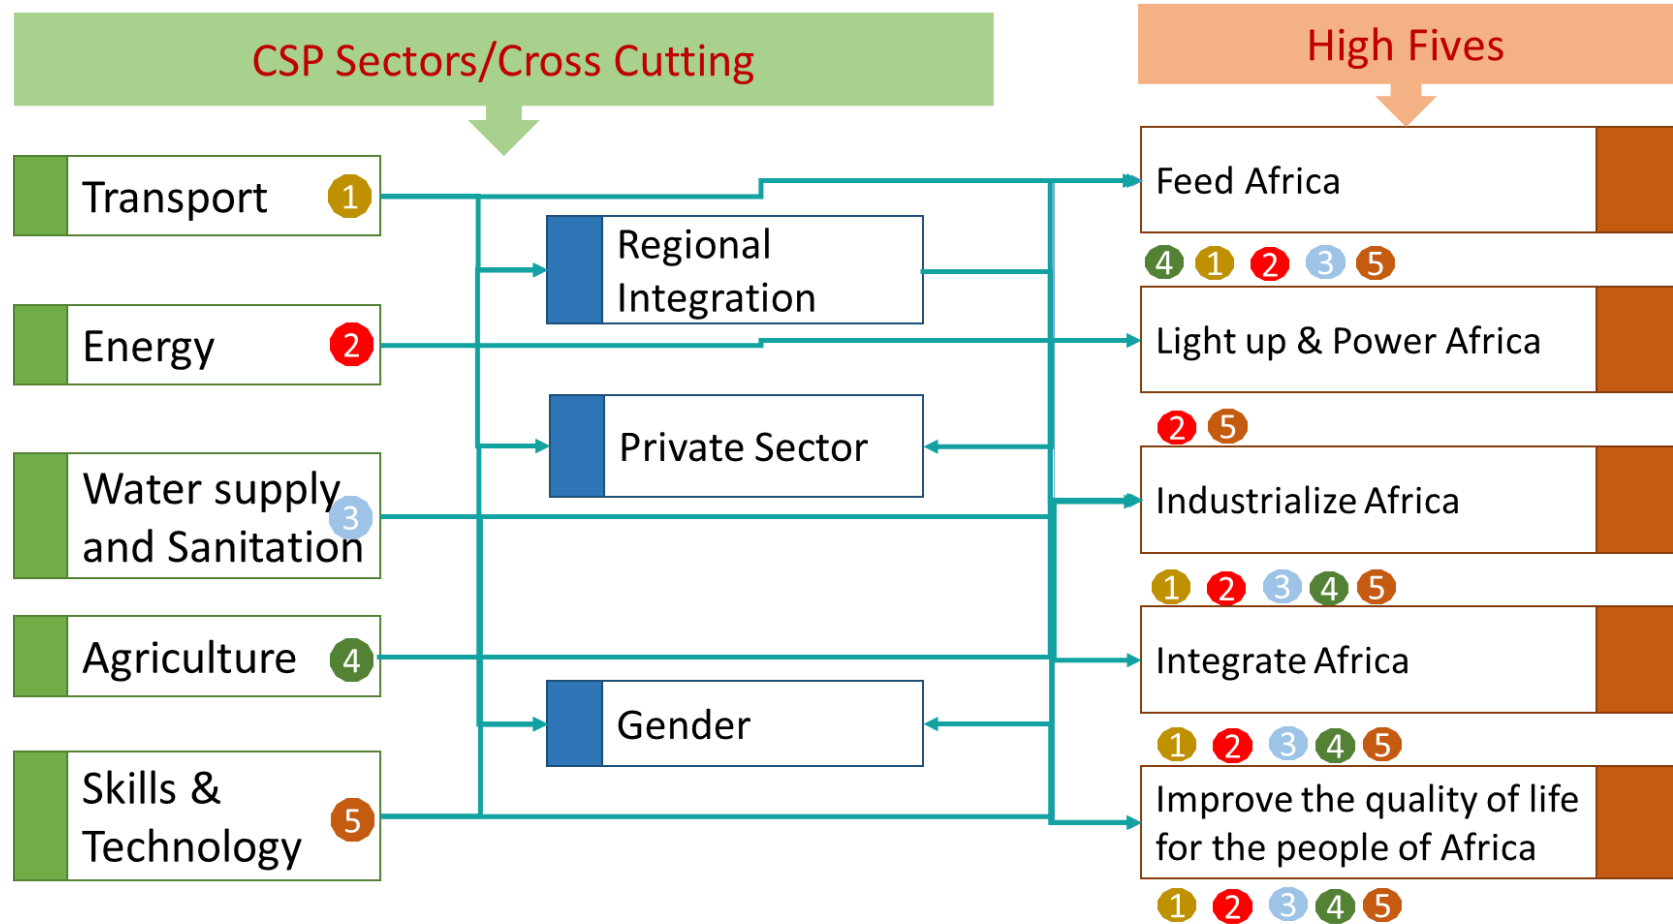 CSP Sectors/Cross Cutting
High Fives
Transport 1
Energy 2
Water supply
and Sanitation 3
Agriculture 4
Skills &
Technology 5
Regional
Integration
Private Sector
Gender
Feed Africa
4 1 2 3 5
Light up & Power Africa
2 5
Industrialize Africa
1 2 3 4 5
Integrate Africa
1 2 3 4 5
Improve the quality of life
for the people of Africa
1 2 3 4 5